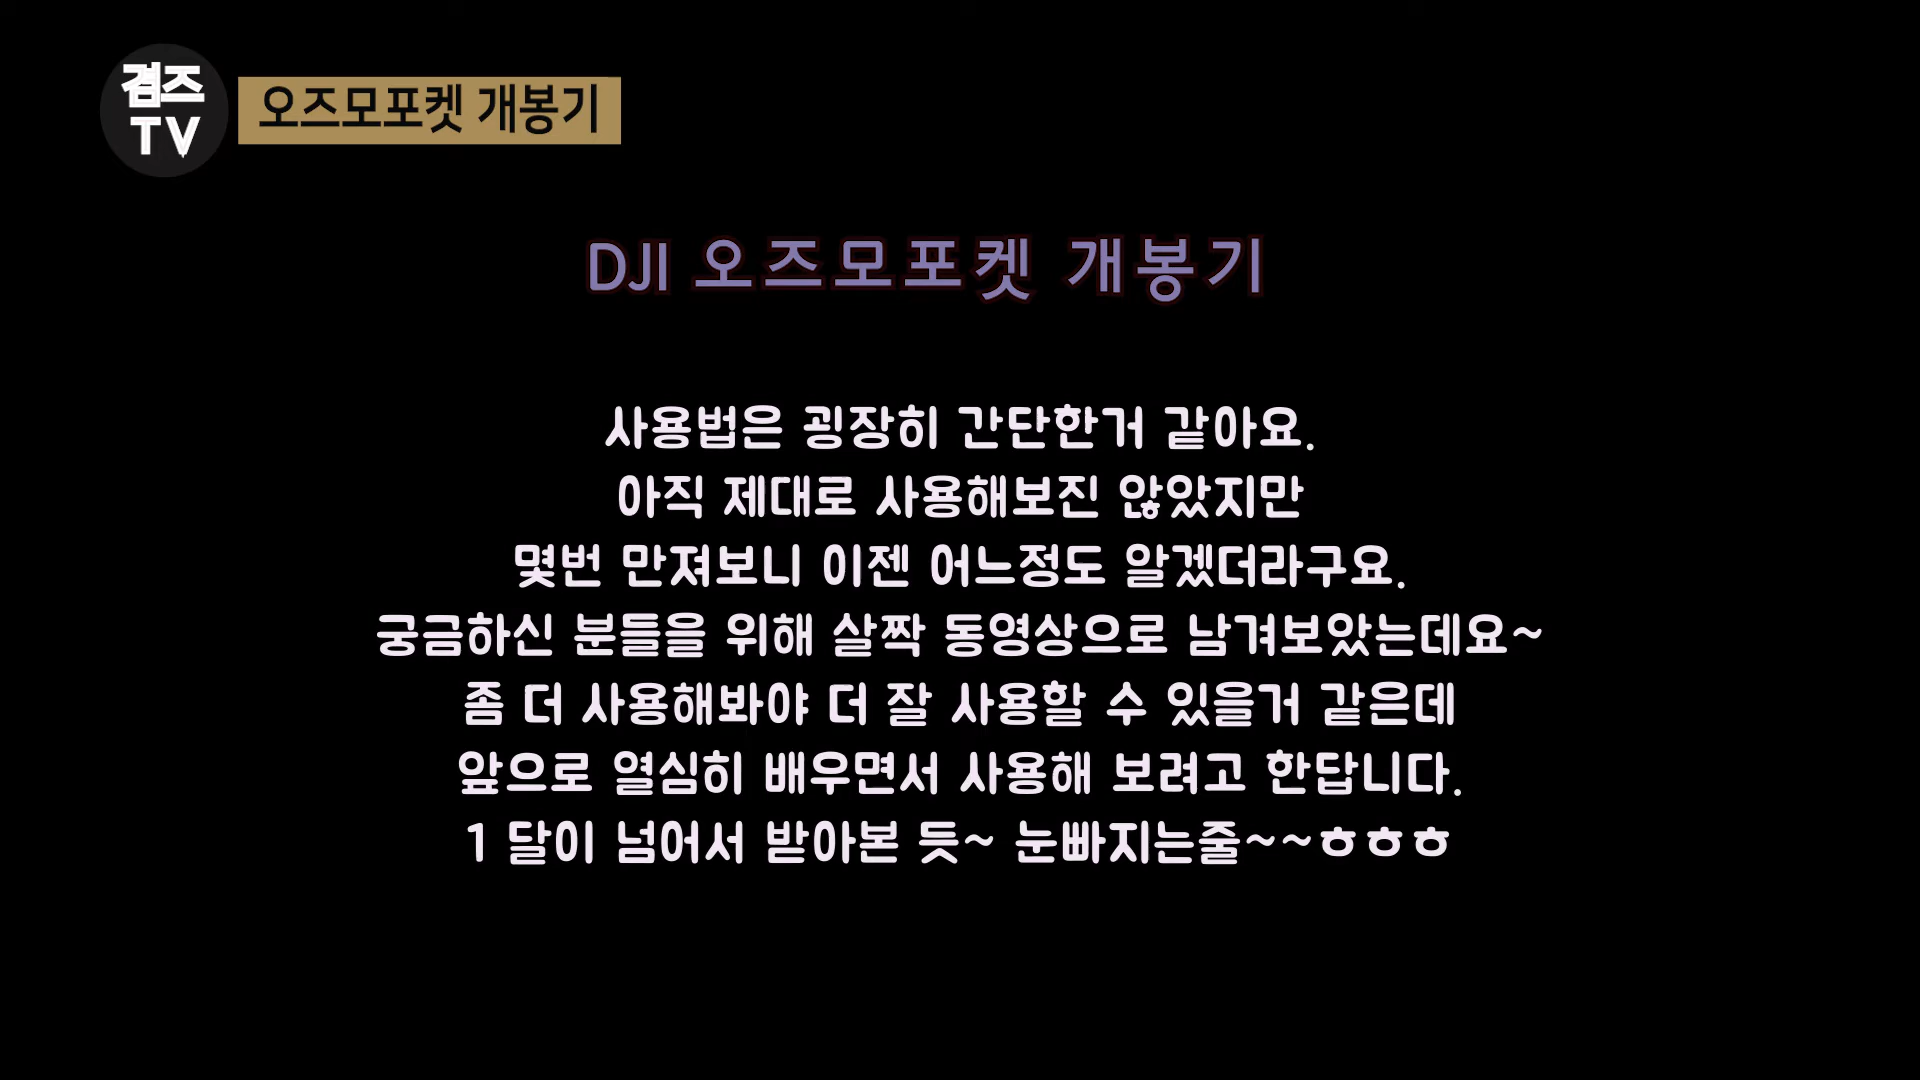 겸즈
TV
오즈모포켓 개봉기
DJI 오즈모포켓 개봉기
사용법은 굉장히 간단한거 같아요.
아직 제대로 사용해보진 않았지만
몇번 만져보니 이젠 어느정도 알겠더라구요.
궁금하신 분들을 위해 살짝 동영상으로 남겨보았는데요~
좀 더 사용해봐야 더 잘 사용할 수 있을거 같은데
앞으로 열심히 배우면서 사용해 보려고 한답니다.
1 달이 넘어서 받아본 듯~ 눈빠지는줄~~ㅎㅎㅎ